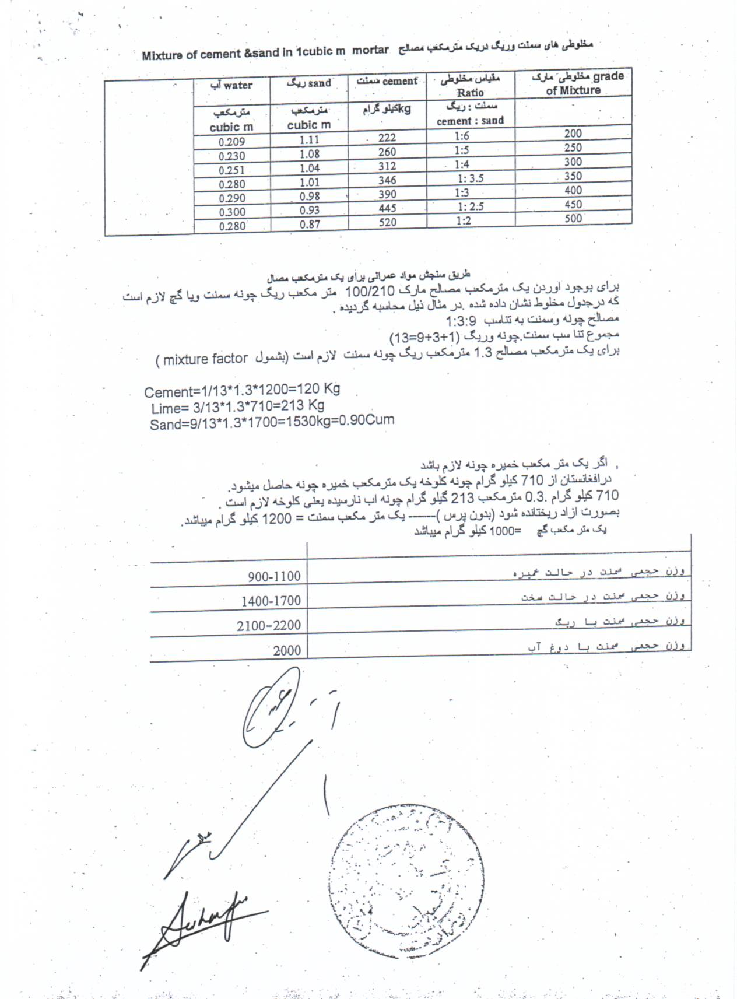 Mixture of cement &sand in 1cubic m mortar مخلوطی های سمنت وریگ دریک مترمکعب مصالح
آب water | ریگ sand | سمنت cement | مقیاس مخلوطی Ratio | مخلوطی مارک grade of Mixture
مترمکعب cubic m | مترمکعب cubic m | کیلو گرام kg | سمنت : ریگ cement : sand
0.209 | 1.11 | 222 | 1:6 | 200
0.230 | 1.08 | 260 | 1:5 | 250
0.251 | 1.04 | 312 | 1:4 | 300
0.280 | 1.01 | 346 | 1: 3.5 | 350
0.290 | 0.98 | 390 | 1:3 | 400
0.300 | 0.93 | 445 | 1: 2.5 | 450
0.280 | 0.87 | 520 | 1:2 | 500
طریق سنجش مواد عمرانی برای یک مترمکعب مصال
برای بوجود آوردن یک مترمکعب مصالح مارک 100/210 متر مکعب ریگ چونه سمنت ویا گچ لازم است
که درجدول مخلوط نشان داده شده .در مثال ذیل محاسبه گردیده .
مصالح چونه وسمنت به تناسب 1:3:9
مجموع تنا سب سمنت.چونه وریگ (1+3+9=13)
برای یک مترمکعب مصالح 1.3 مترمکعب ریگ چونه سمنت لازم است (بشمول mixture factor )
Cement=1/13*1.3*1200=120 Kg
Lime= 3/13*1.3*710=213 Kg
Sand=9/13*1.3*1700=1530kg=0.90Cum
, اگر یک متر مکعب خمیره چونه لازم باشد
درافغانستان از 710 کیلو گرام چونه کلوخه یک مترمکعب خمیره چونه حاصل میشود.
710 کیلو گرام .0.3 مترمکعب 213 گیلو گرام چونه اب نارسیده یعنی کلوخه لازم است .
بصورت ازاد ریختانده شود (بدون پرس )------- یک متر مکعب سمنت = 1200 کیلو گرام میباشد.
یک متر مکعب گچ =1000 کیلو گرام میباشد
وزن حجمی سمنت در حالت خمیره | 900-1100
وزن حجمی سمنت در حالت سخت | 1400-1700
وزن حجمی سمنت با ریگ | 2100-2200
وزن حجمی سمنت با دوغ آب | 2000